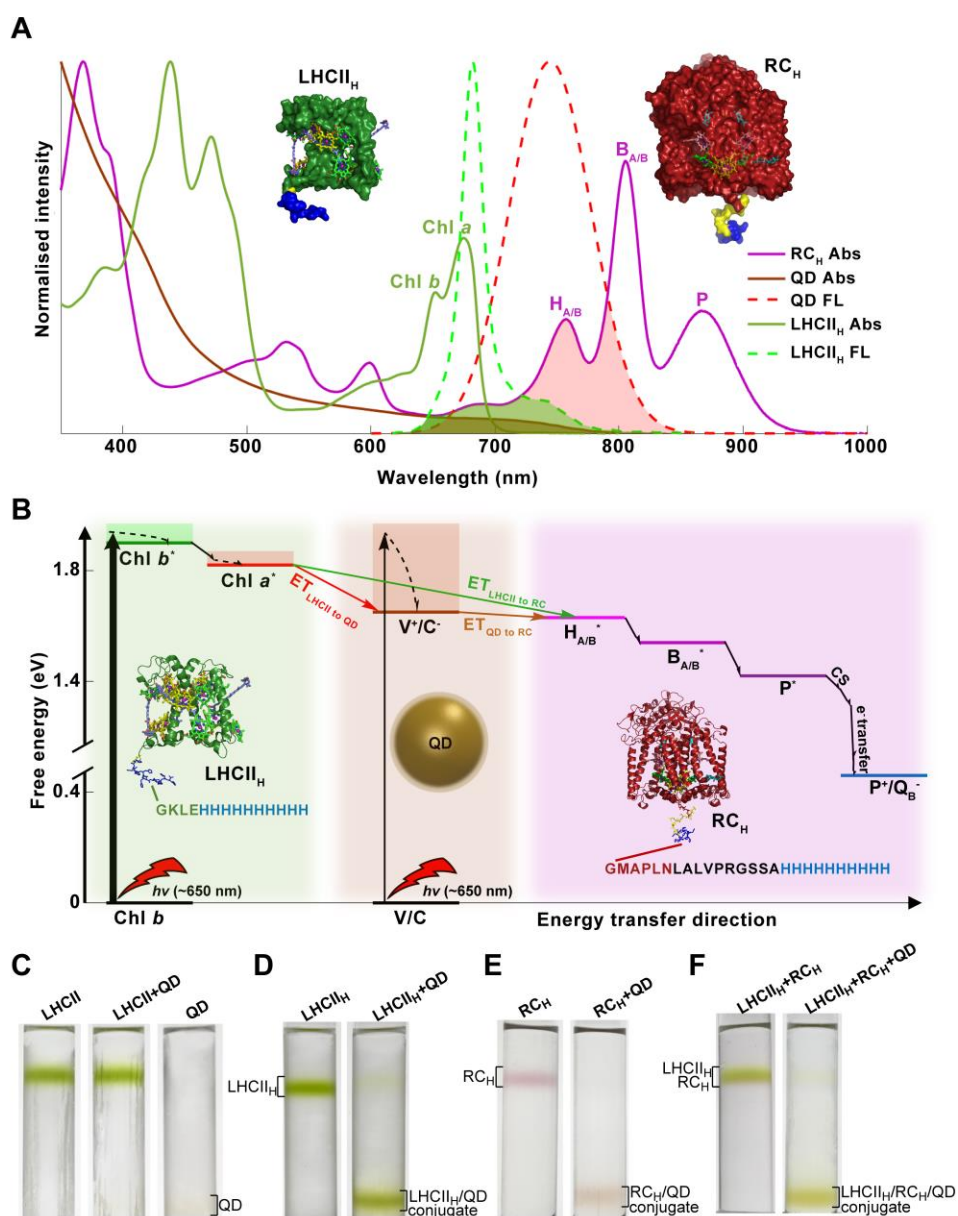 A
LHCII_H
RC_H
B_A/B
Chl a
Chl b
H_A/B
P
RC_H Abs
QD Abs
QD FL
LHCII_H Abs
LHCII_H FL
Normalised intensity
400 500 600 700 800 900 1000
Wavelength (nm)
B
1.8
1.4
0.4
0
Free energy (eV)
Chl b*
Chl a*
ET_LHCII to QD
ET_LHCII to RC
V⁺/C⁻
ET_QD to RC
H_A/B*
B_A/B*
P*
CS
e⁻transfer
P⁺/Q_B⁻
QD
LHCII_H
GKLEHHHHHHHHHH
RC_H
GMAPLNLALVPRGSSAHHHHHHHHHH
hv (~650 nm)
hv (~650 nm)
Chl b
V/C
Energy transfer direction
C
LHCII
LHCII+QD
QD
QD
D
LHCII_H
LHCII_H+QD
LHCII_H
LHCII_H/QD
conjugate
E
RC_H
RC_H+QD
RC_H
RC_H/QD
conjugate
F
LHCII_H+RC_H
LHCII_H+RC_H+QD
LHCII_H
RC_H
LHCII_H/RC_H/QD
conjugate